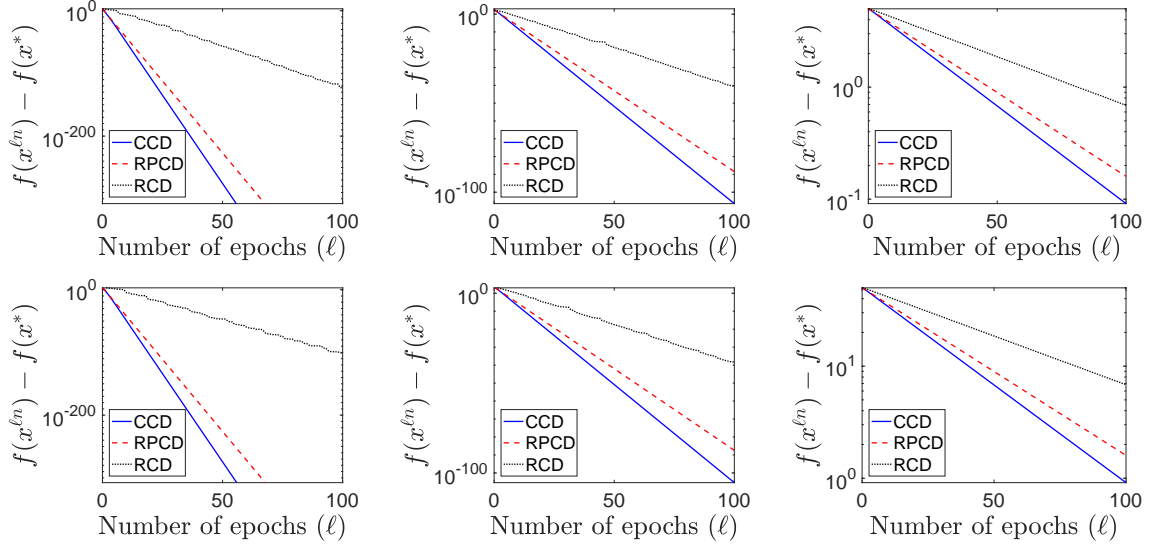 f(x^{ℓn}) − f(x^*)
10^0
10^{-200}
CCD
RPCD
RCD
0 50 100
Number of epochs (ℓ)
f(x^{ℓn}) − f(x^*)
10^0
10^{-100}
CCD
RPCD
RCD
0 50 100
Number of epochs (ℓ)
f(x^{ℓn}) − f(x^*)
10^0
10^{-1}
CCD
RPCD
RCD
0 50 100
Number of epochs (ℓ)
f(x^{ℓn}) − f(x^*)
10^0
10^{-200}
CCD
RPCD
RCD
0 50 100
Number of epochs (ℓ)
f(x^{ℓn}) − f(x^*)
10^0
10^{-100}
CCD
RPCD
RCD
0 50 100
Number of epochs (ℓ)
f(x^{ℓn}) − f(x^*)
10^1
10^0
CCD
RPCD
RCD
0 50 100
Number of epochs (ℓ)